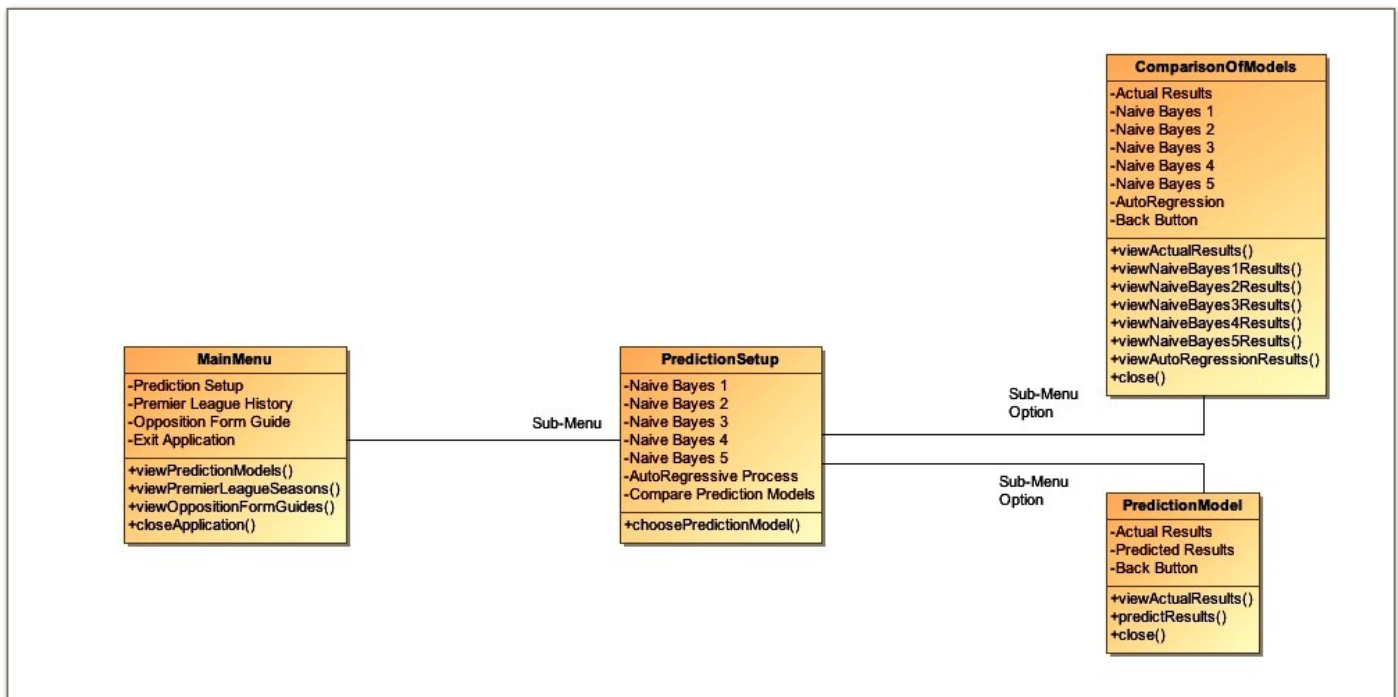 MainMenu
-Prediction Setup
-Premier League History
-Opposition Form Guide
-Exit Application
+viewPredictionModels()
+viewPremierLeagueSeasons()
+viewOppositionFormGuides()
+closeApplication()
Sub-Menu
PredictionSetup
-Naive Bayes 1
-Naive Bayes 2
-Naive Bayes 3
-Naive Bayes 4
-Naive Bayes 5
-AutoRegressive Process
-Compare Prediction Models
+choosePredictionModel()
Sub-Menu
Option
ComparisonOfModels
-Actual Results
-Naive Bayes 1
-Naive Bayes 2
-Naive Bayes 3
-Naive Bayes 4
-Naive Bayes 5
-AutoRegression
-Back Button
+viewActualResults()
+viewNaiveBayes1Results()
+viewNaiveBayes2Results()
+viewNaiveBayes3Results()
+viewNaiveBayes4Results()
+viewNaiveBayes5Results()
+viewAutoRegressionResults()
+close()
Sub-Menu
Option
PredictionModel
-Actual Results
-Predicted Results
-Back Button
+viewActualResults()
+predictResults()
+close()